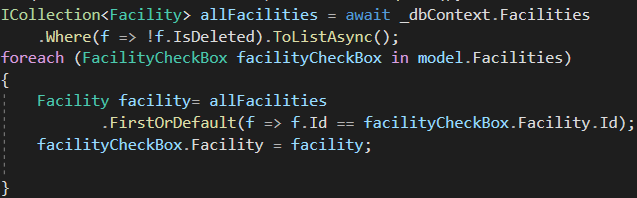 ICollection<Facility> allFacilities = await _dbContext.Facilities
.Where(f => !f.IsDeleted).ToListAsync();
foreach (FacilityCheckBox facilityCheckBox in model.Facilities)
{
Facility facility= allFacilities
.FirstOrDefault(f => f.Id == facilityCheckBox.Facility.Id);
facilityCheckBox.Facility = facility;
}